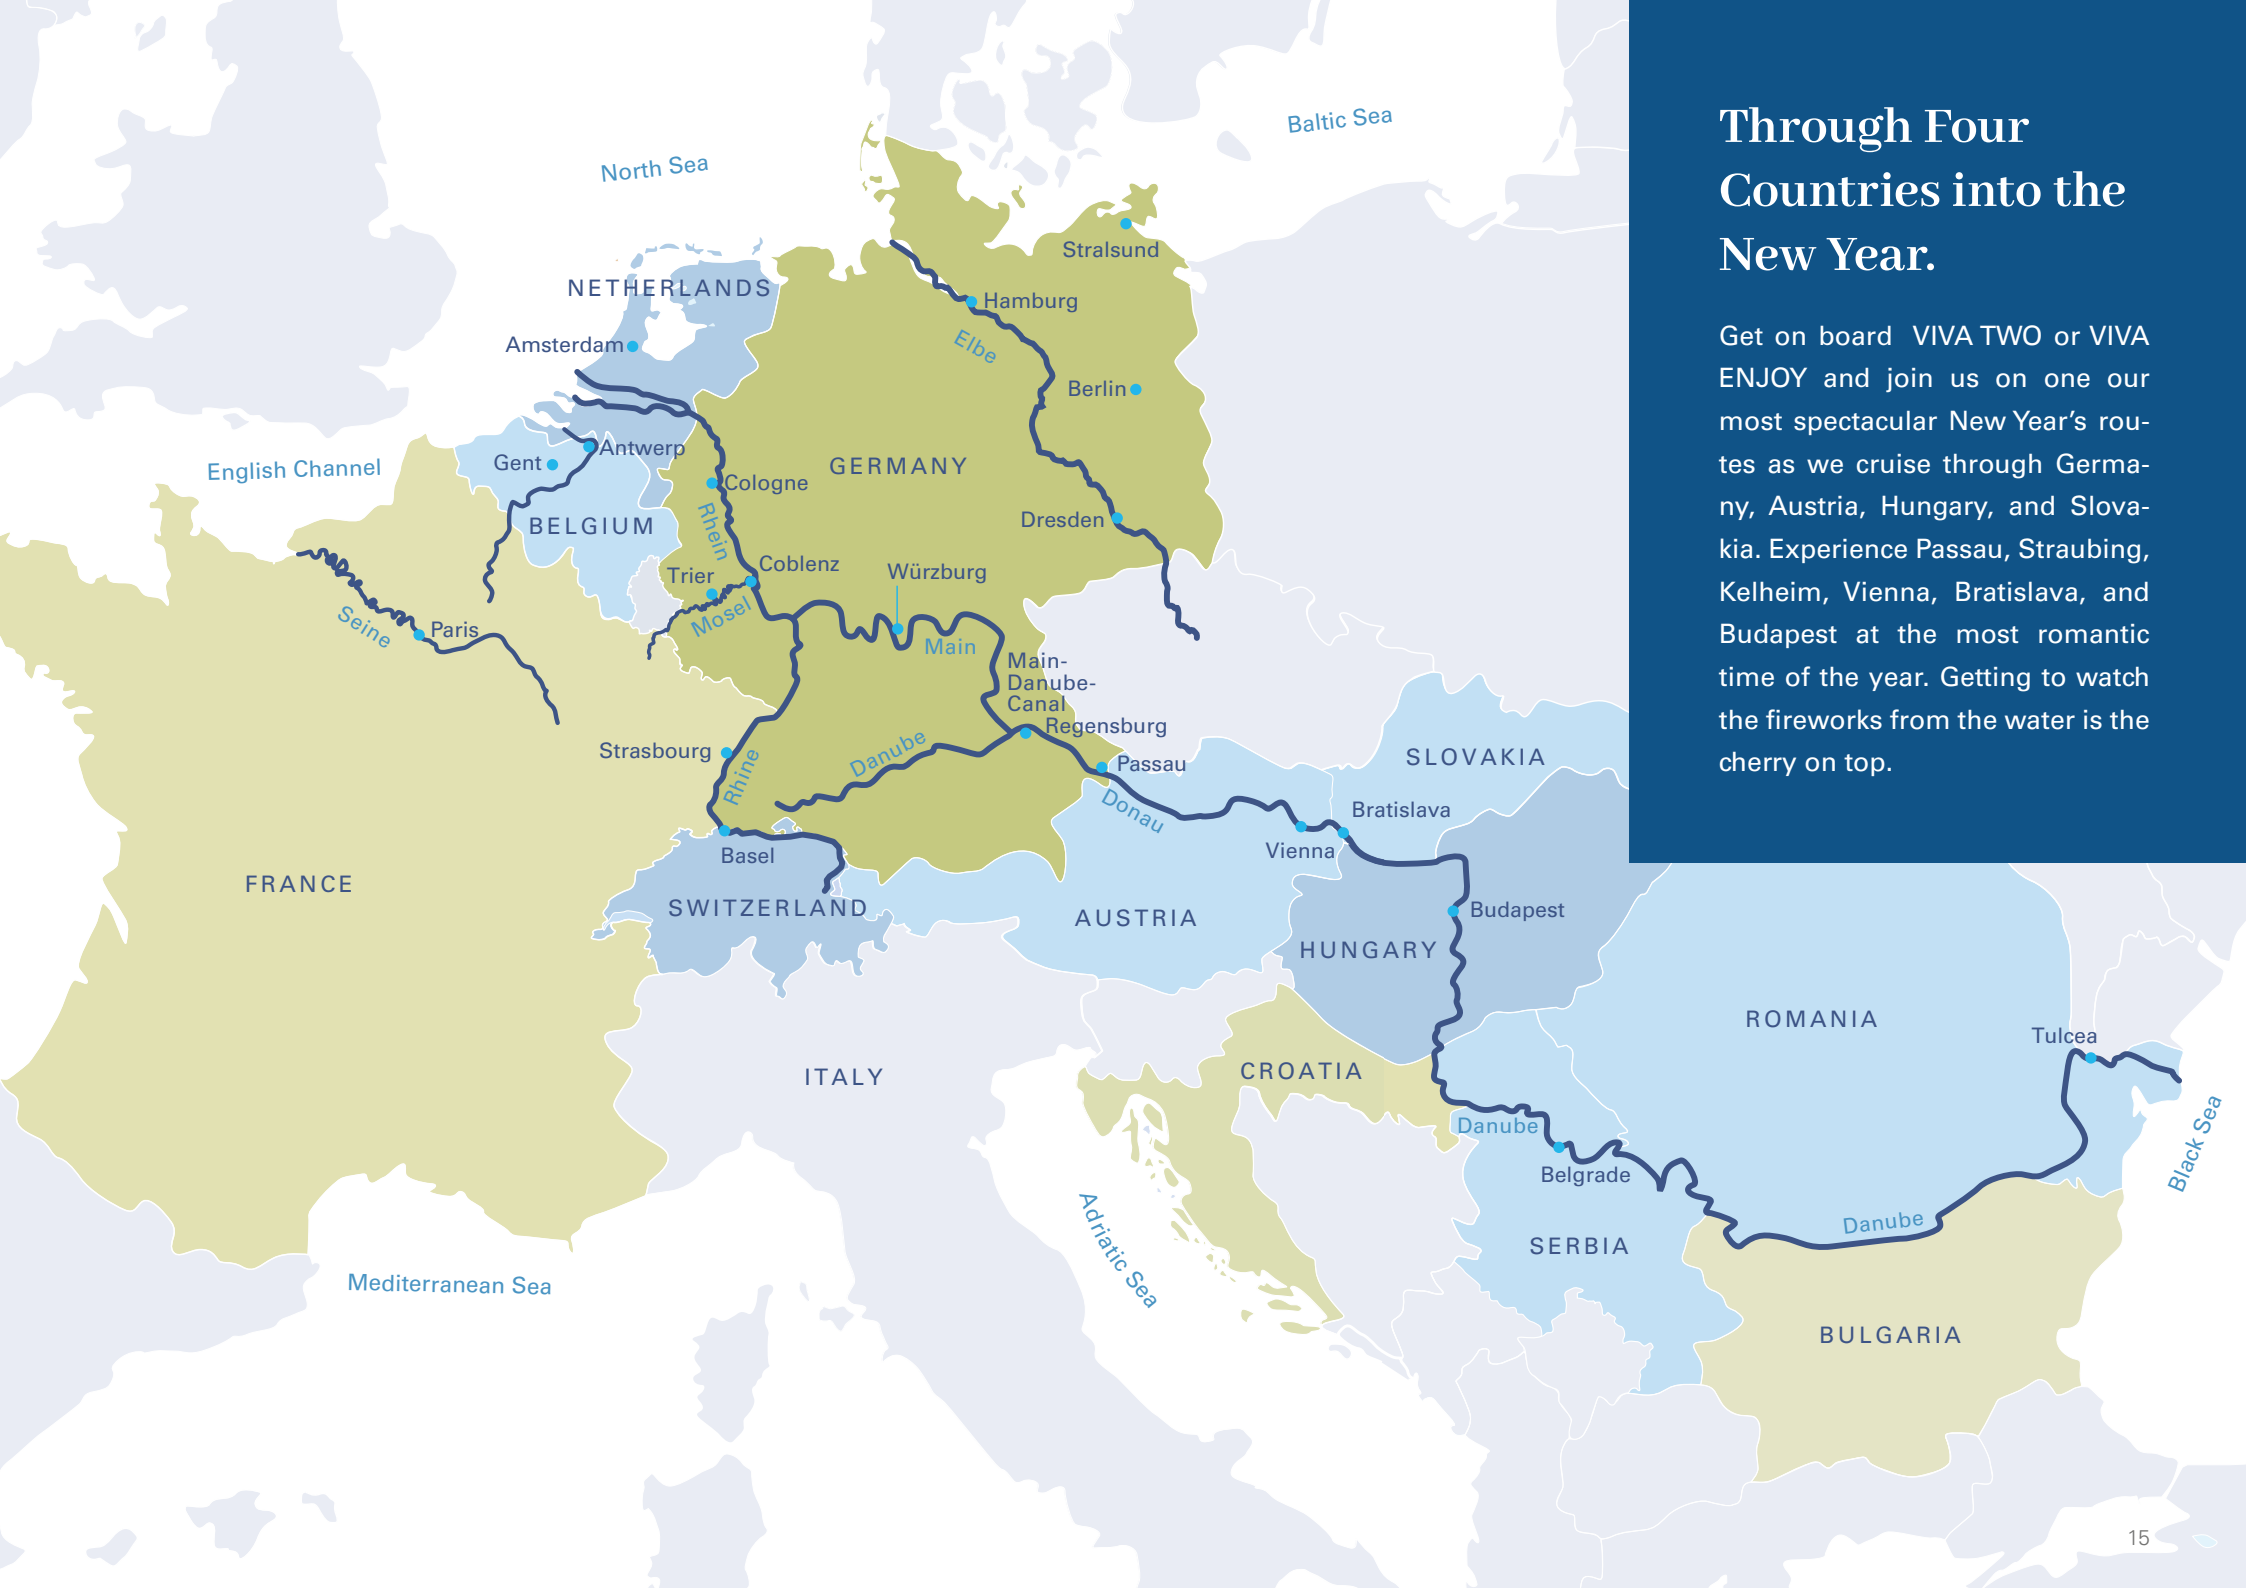 Through Four
Countries into the
New Year.
Get on board VIVA TWO or VIVA
ENJOY and join us on one our
most spectacular New Year’s rou-
tes as we cruise through Germa-
ny, Austria, Hungary, and Slova-
kia. Experience Passau, Straubing,
Kelheim, Vienna, Bratislava, and
Budapest at the most romantic
time of the year. Getting to watch
the fireworks from the water is the
cherry on top.
Baltic Sea
North Sea
Stralsund
NETHERLANDS
Hamburg
Amsterdam
Elbe
Berlin
Antwerp
Gent
English Channel
GERMANY
Cologne
Rhein
BELGIUM
Dresden
Coblenz
Trier
Würzburg
Mosel
Seine
Paris
Main
Main-
Danube-
Canal
Regensburg
Strasbourg
Rhine
Danube
Passau
SLOVAKIA
Donau
Bratislava
Vienna
Basel
FRANCE
SWITZERLAND
AUSTRIA
Budapest
HUNGARY
ROMANIA
Tulcea
ITALY
CROATIA
Danube
Belgrade
Black Sea
Adriatic Sea
Danube
SERBIA
Mediterranean Sea
BULGARIA
15